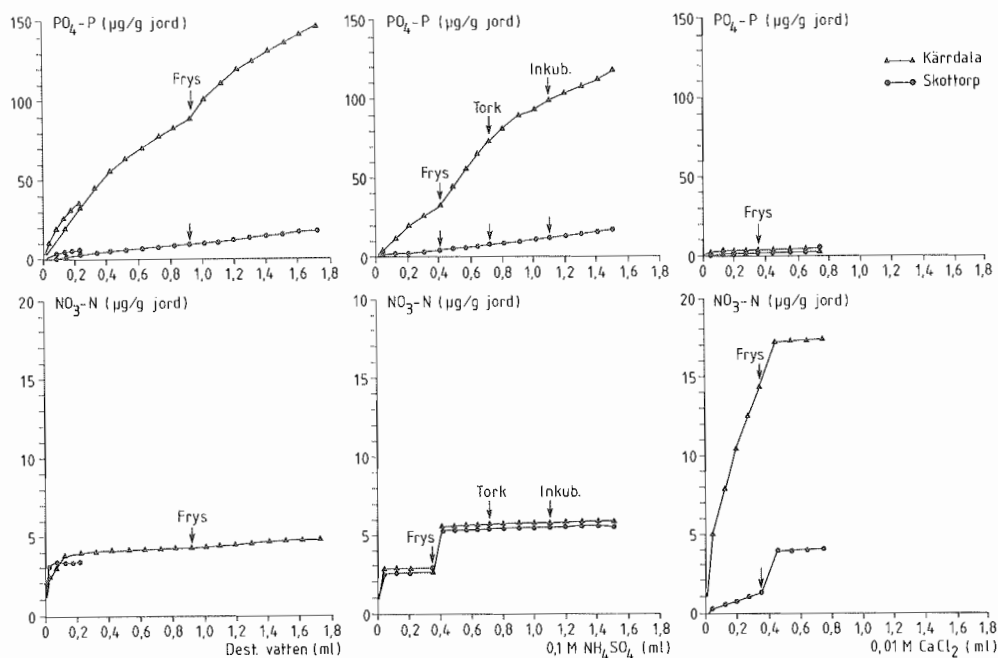 PO₄-P (µg/g jord)
150
100
50
0
Frys
0 0,2 0,4 0,6 0,8 1,0 1,2 1,4 1,6 1,8
PO₄-P (µg/g jord)
150
100
50
0
Frys
Tork
Inkub.
0 0,2 0,4 0,6 0,8 1,0 1,2 1,4 1,6 1,8
PO₄-P (µg/g jord)
150
100
50
0
Kärrdala
Skottorp
Frys
0 0,2 0,4 0,6 0,8 1,0 1,2 1,4 1,6 1,8
NO₃-N (µg/g jord)
20
15
10
5
0
Frys
0 0,2 0,4 0,6 0,8 1,0 1,2 1,4 1,6 1,8
Dest. vatten (ml)
NO₃-N (µg/g jord)
10
15
10
5
0
Frys
Tork
Inkub.
0 0,2 0,4 0,6 0,8 1,0 1,2 1,4 1,6 1,8
0,1 M NH₄SO₄ (ml)
NO₃-N (µg/g jord)
20
15
10
5
0
Frys
0 0,2 0,4 0,6 0,8 1,0 1,2 1,4 1,6 1,8
0,01 M CaCl₂ (ml)